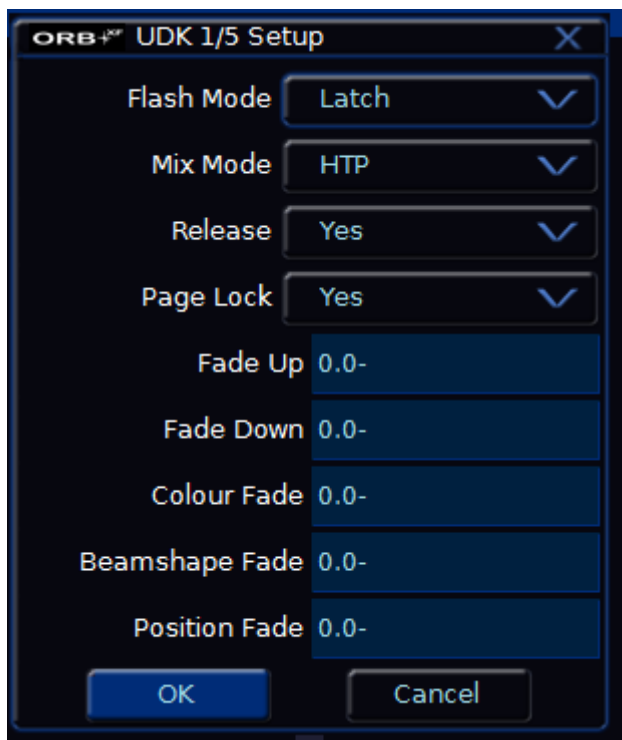 ORB+XF UDK 1/5 Setup X
Flash Mode Latch
Mix Mode HTP
Release Yes
Page Lock Yes
Fade Up 0.0-
Fade Down 0.0-
Colour Fade 0.0-
Beamshape Fade 0.0-
Position Fade 0.0-
OK Cancel